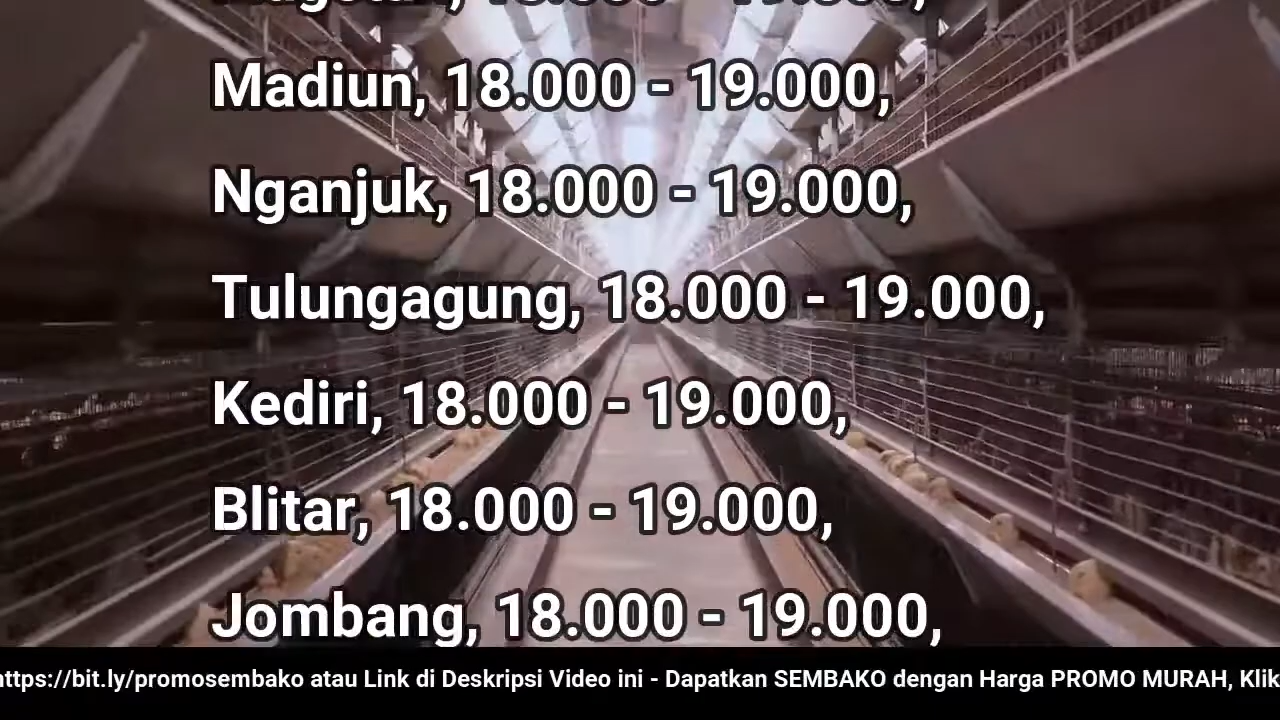 Madiun, 18.000 - 19.000,
Nganjuk, 18.000 - 19.000,
Tulungagung, 18.000 - 19.000,
Kediri, 18.000 - 19.000,
Blitar, 18.000 - 19.000,
Jombang, 18.000 - 19.000,
https://bit.ly/promosembako atau Link di Deskripsi Video ini - Dapatkan SEMBAKO dengan Harga PROMO MURAH, Klik